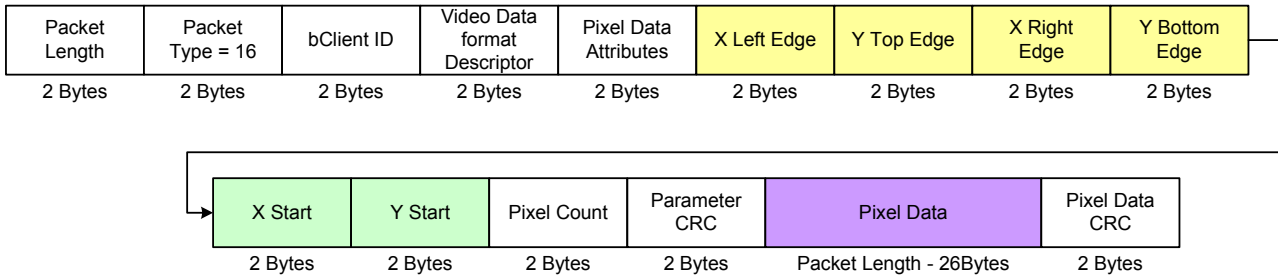 Packet
Length
Packet
Type = 16
bClient ID
Video Data
format
Descriptor
Pixel Data
Attributes
X Left Edge
Y Top Edge
X Right
Edge
Y Bottom
Edge
2 Bytes
2 Bytes
2 Bytes
2 Bytes
2 Bytes
2 Bytes
2 Bytes
2 Bytes
2 Bytes
X Start
Y Start
Pixel Count
Parameter
CRC
Pixel Data
Pixel Data
CRC
2 Bytes
2 Bytes
2 Bytes
2 Bytes
Packet Length - 26Bytes
2 Bytes